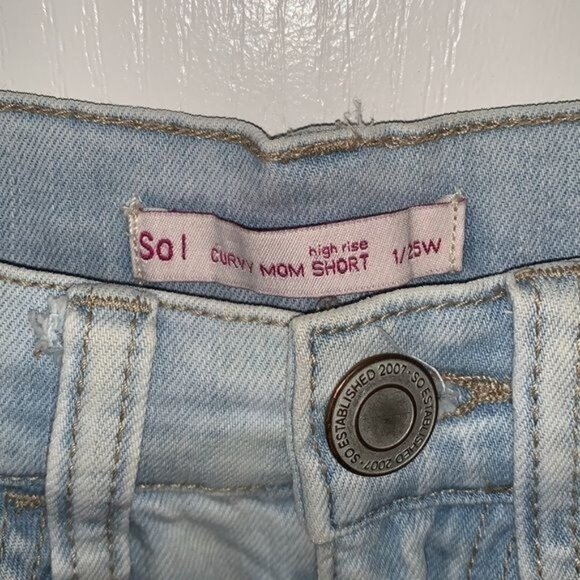 So|
high rise
CURVY MOM SHORT 1/25W
SO ESTABLISHED 2007 · SO ESTABLISHED 2007 ·